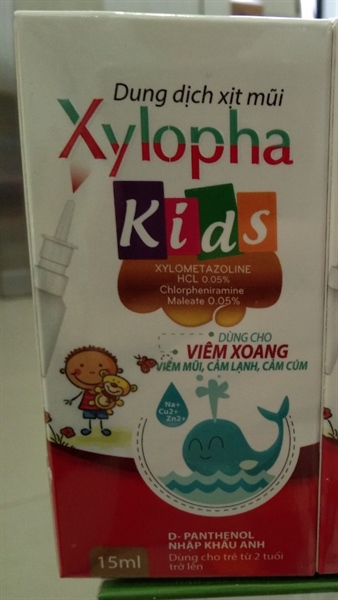 Dung dịch xịt mũi
Xylopha
Kids
XYLOMETAZOLINE
HCL 0.05%
Chlorpheniramine
Maleate 0.05%
DÙNG CHO
VIÊM XOANG
VIÊM MŨI, CẢM LẠNH, CẢM CÚM
Na+
Cu2+
Zn2+
D- PANTHENOL
NHẬP KHẨU ANH
15ml
Dùng cho trẻ từ 2 tuổi
trở lên